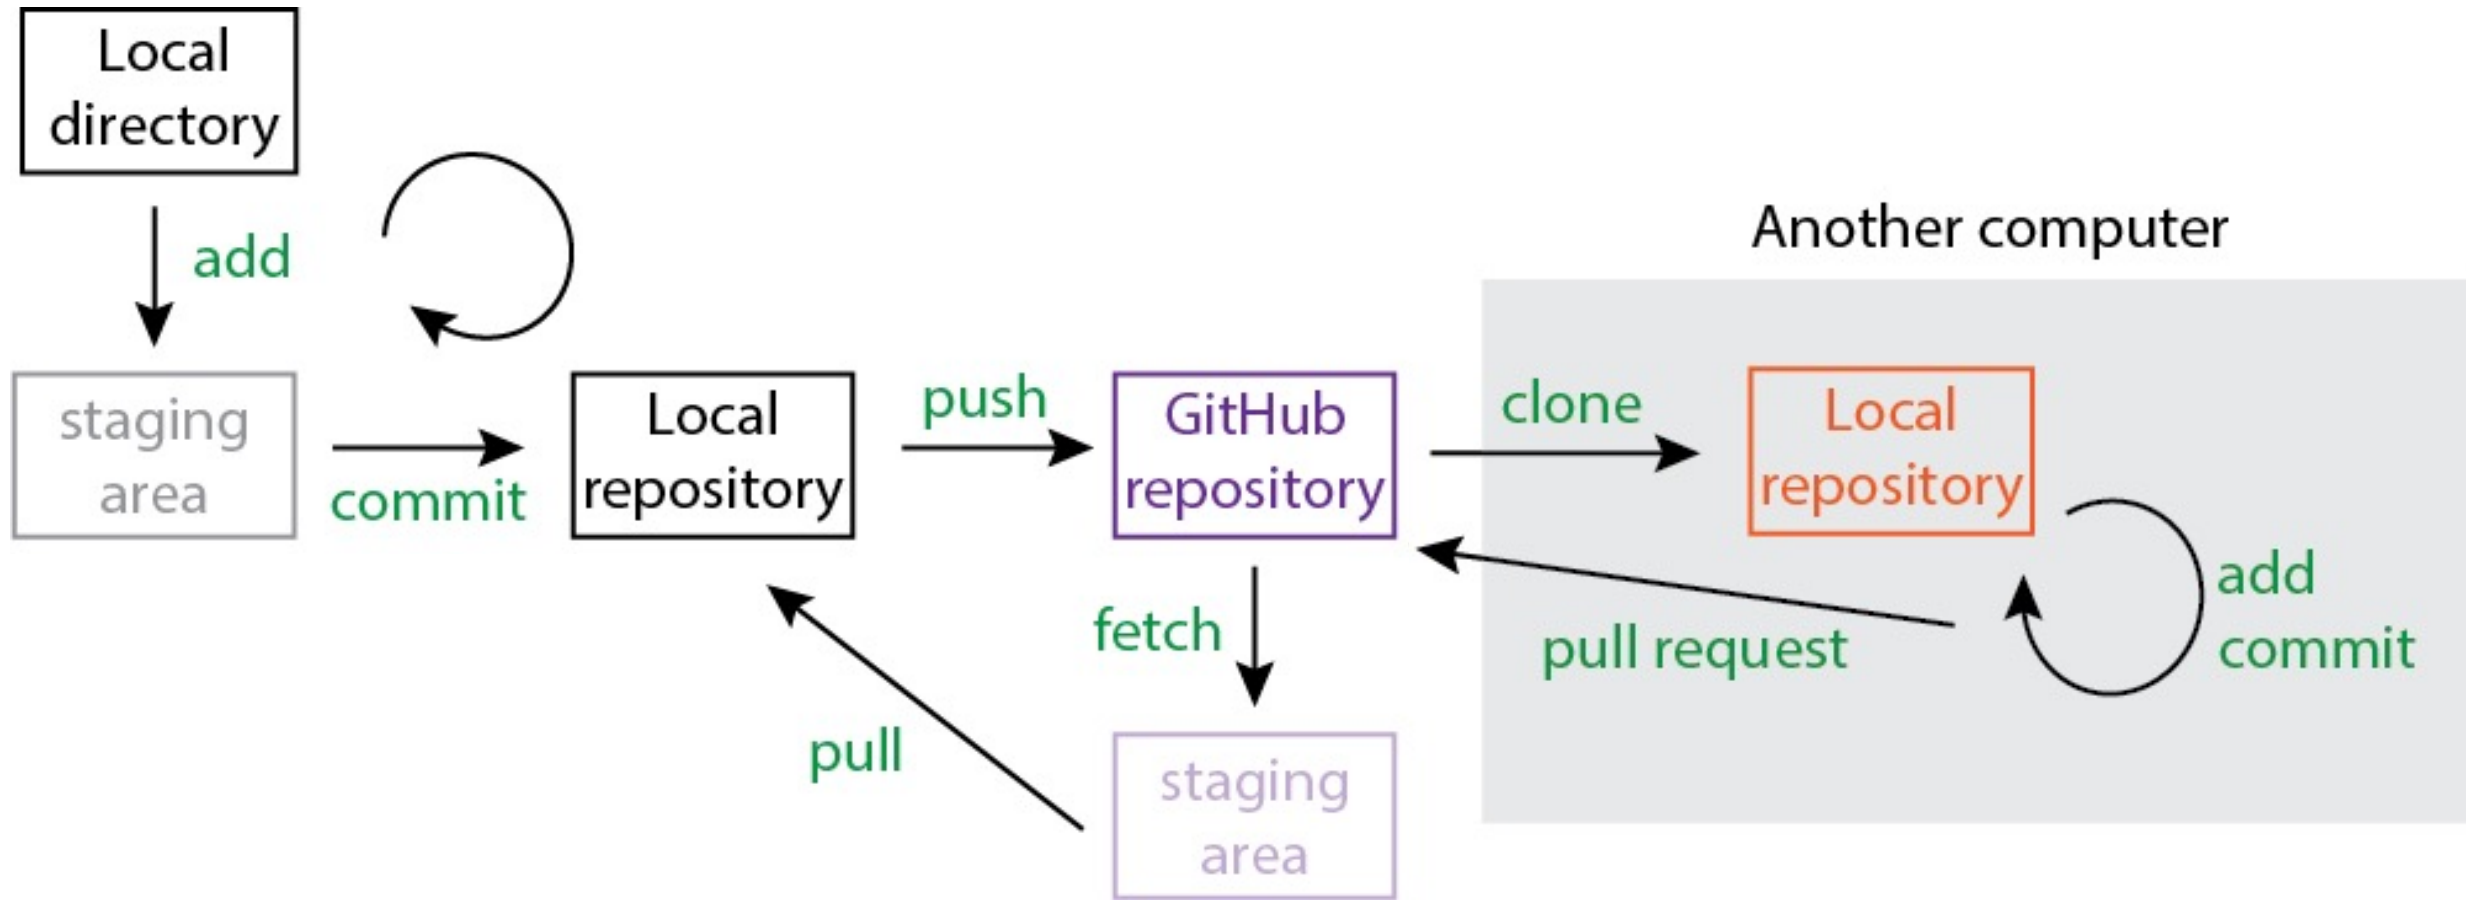 Local
directory
add
Another computer
staging
area
commit
Local
repository
push
GitHub
repository
clone
Local
repository
add
commit
pull request
fetch
pull
staging
area